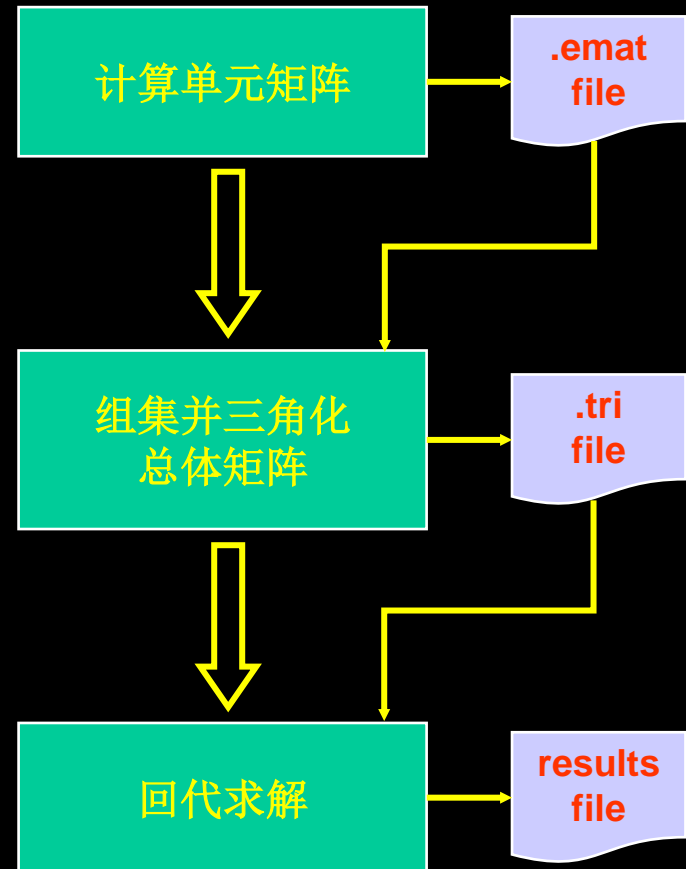 计算单元矩阵
.emat
file
组集并三角化
总体矩阵
.tri
file
回代求解
results
file